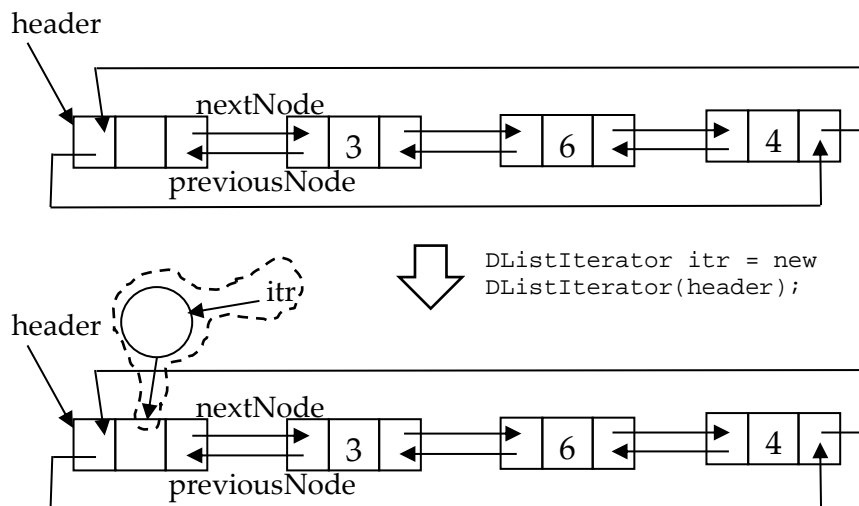 header
nextNode
3 6 4
previousNode
DListIterator itr = new
DListIterator(header);
itr
header
nextNode
3 6 4
previousNode